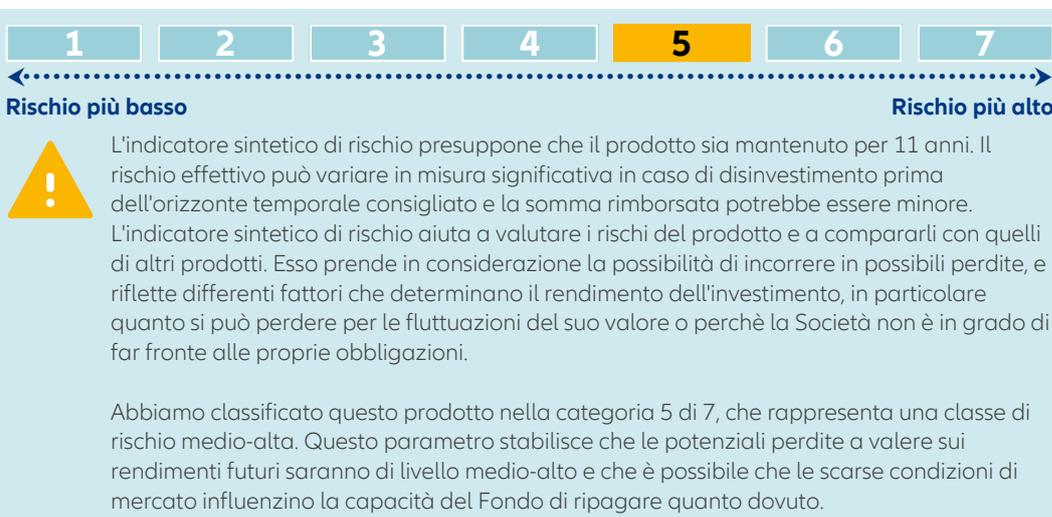 1 2 3 4 5 6 7
Rischio più basso Rischio più alto
L'indicatore sintetico di rischio presuppone che il prodotto sia mantenuto per 11 anni. Il
rischio effettivo può variare in misura significativa in caso di disinvestimento prima
dell'orizzonte temporale consigliato e la somma rimborsata potrebbe essere minore.
L'indicatore sintetico di rischio aiuta a valutare i rischi del prodotto e a compararli con quelli
di altri prodotti. Esso prende in considerazione la possibilità di incorrere in possibili perdite, e
riflette differenti fattori che determinano il rendimento dell'investimento, in particolare
quanto si può perdere per le fluttuazioni del suo valore o perchè la Società non è in grado di
far fronte alle proprie obbligazioni.
Abbiamo classificato questo prodotto nella categoria 5 di 7, che rappresenta una classe di
rischio medio-alta. Questo parametro stabilisce che le potenziali perdite a valere sui
rendimenti futuri saranno di livello medio-alto e che è possibile che le scarse condizioni di
mercato influenzino la capacità del Fondo di ripagare quanto dovuto.